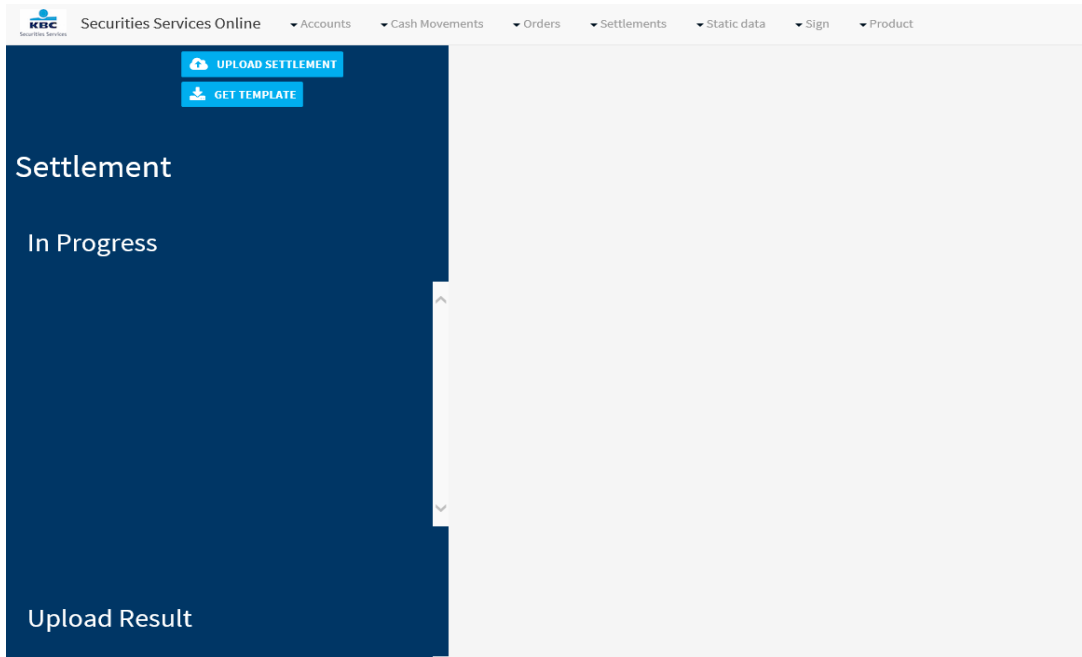 KBC
Securities Services
Securities Services Online
Accounts
Cash Movements
Orders
Settlements
Static data
Sign
Product
UPLOAD SETTLEMENT
GET TEMPLATE
Settlement
In Progress
Upload Result